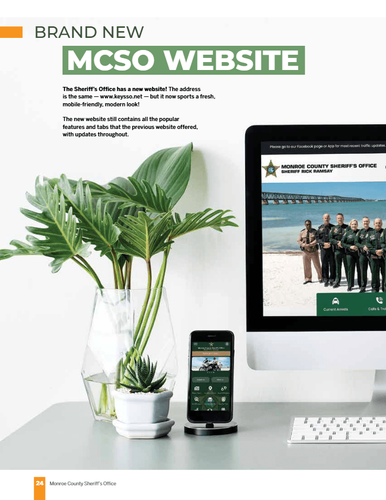 BRAND NEW
MCSO WEBSITE
The Sheriff's Office has a new website! The address
is the same — www.keysso.net — but it now sports a fresh,
mobile-friendly, modern look!
The new website still contains all the popular
features and tabs that the previous website offered,
with updates throughout.
Please go to our Facebook page or App for most recent traffic updates
MONROE COUNTY SHERIFF'S OFFICE
SHERIFF RICK RAMSAY
Current Arrests
Calls &
24
Monroe County Sheriff's Office